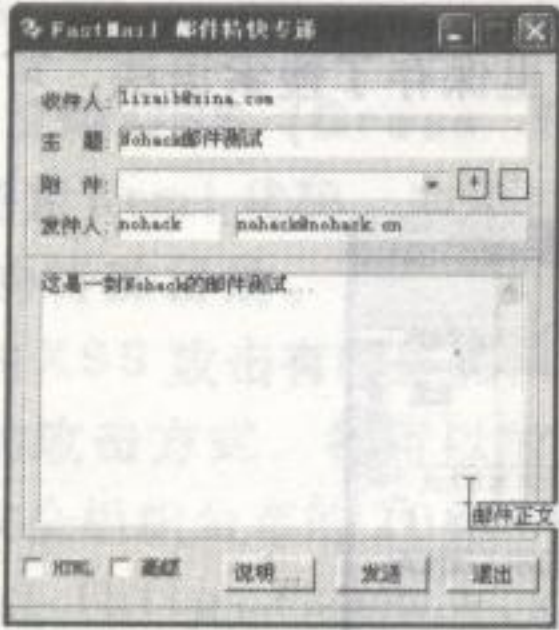 FastMail 邮件特快专递
收件人: lizaib@sina.com
主 题: Nohack邮件测试
附 件:
发件人: nohack nohack@nohack.cn
这是一封Nohack的邮件测试...
邮件正文
HTML 说明... 发送 退出